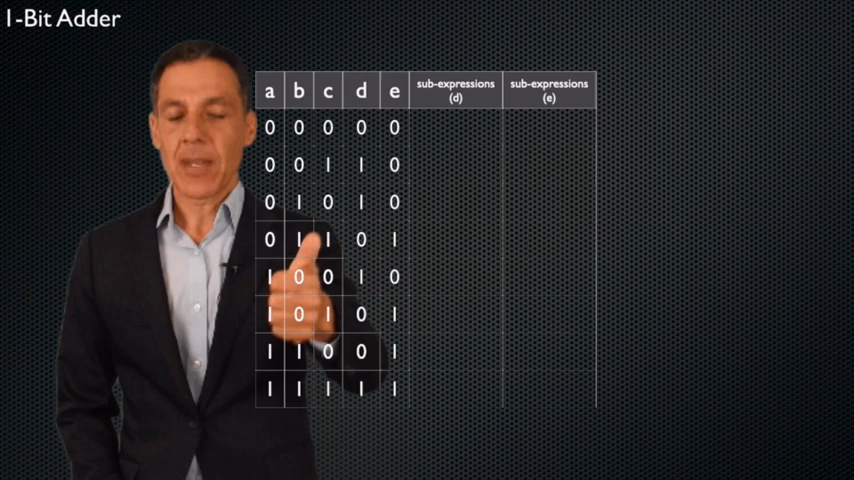 1-Bit Adder
a b c d e sub-expressions (d) sub-expressions (e)
0 0 0 0 0
0 0 1 1 0
0 1 0 1 0
0 1 1 0 1
1 0 0 1 0
1 0 1 0 1
1 1 0 0 1
1 1 1 1 1